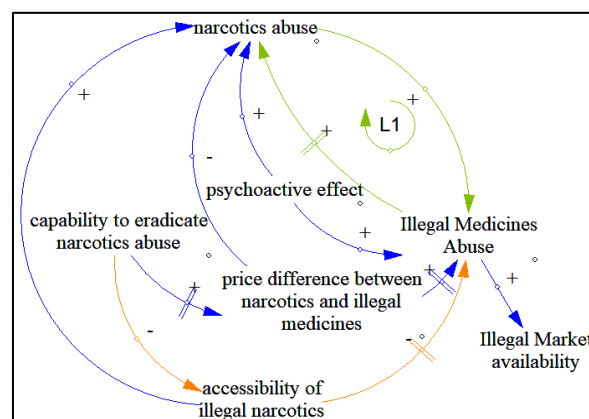 narcotics abuse
+
+
+
L1
+
-
psychoactive effect
capability to eradicate
narcotics abuse
+
Illegal Medicines
Abuse
+
+
price difference between
narcotics and illegal
medicines
+
-
-
Illegal Market
availability
accessibility of
illegal narcotics